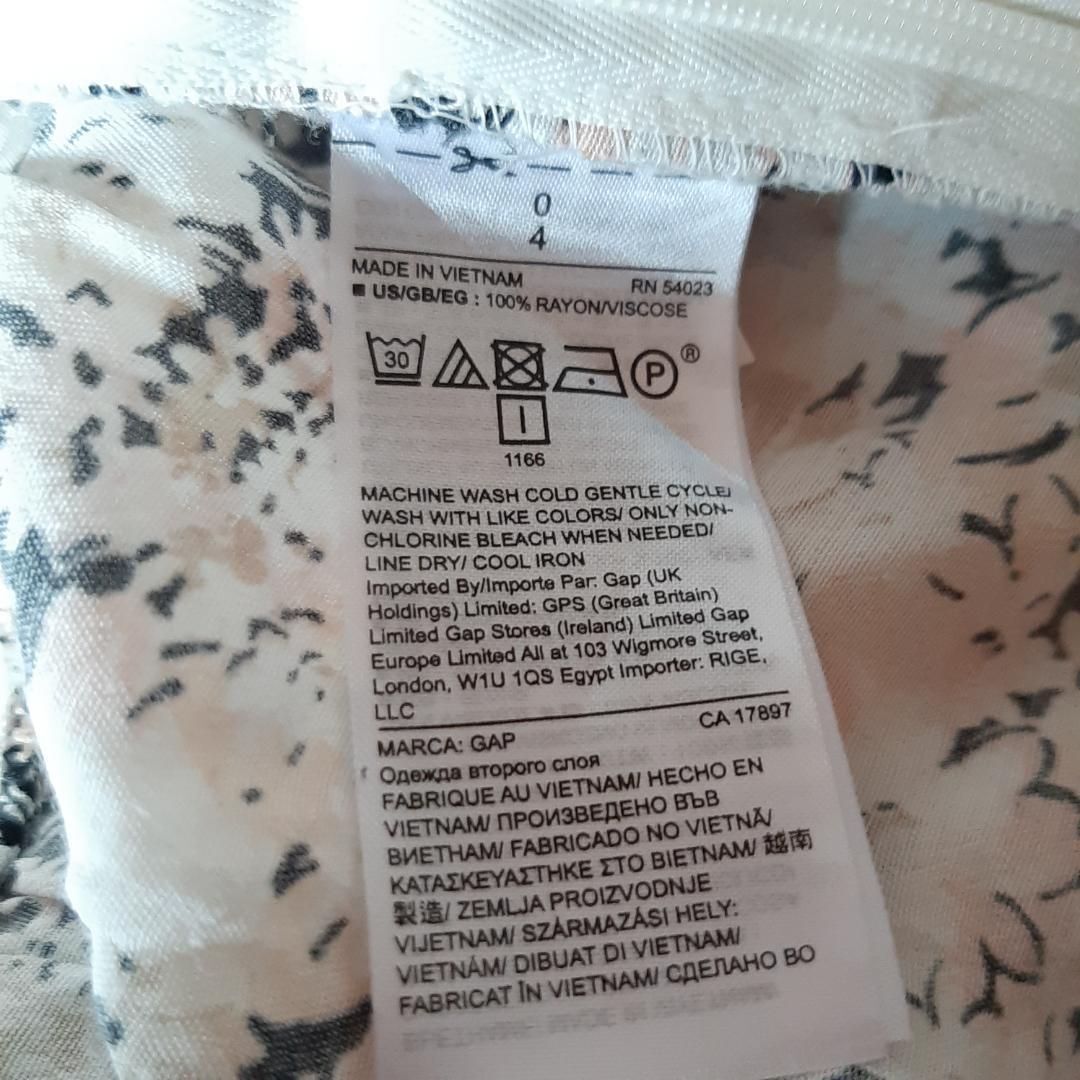 0
4
MADE IN VIETNAM RN 54023
US/GB/EG : 100% RAYON/VISCOSE
30
P ®
I
1166
MACHINE WASH COLD GENTLE CYCLE/
WASH WITH LIKE COLORS/ ONLY NON-
CHLORINE BLEACH WHEN NEEDED/
LINE DRY/ COOL IRON
Imported By/Importe Par: Gap (UK
Holdings) Limited: GPS (Great Britain)
Limited Gap Stores (Ireland) Limited Gap
Europe Limited All at 103 Wigmore Street,
London, W1U 1QS Egypt Importer: RIGE,
LLC
CA 17897
MARCA: GAP
Одежда второго слоя
FABRIQUE AU VIETNAM/ HECHO EN
VIETNAM/ ПРОИЗВЕДЕНО ВЪВ
ВИЕТНАМ/ FABRICADO NO VIETNÃ/
ΚΑΤΑΣΚΕΥΑΣΤΗΚΕ ΣΤΟ ΒΙΕΤΝΑΜ/ 越南
製造/ ZEMLJA PROIZVODNJE
VIJETNAM/ SZÁRMAZÁSI HELY:
VIETNÁM/ DIBUAT DI VIETNAM/
FABRICAT ÎN VIETNAM/ СДЕЛАНО ВО